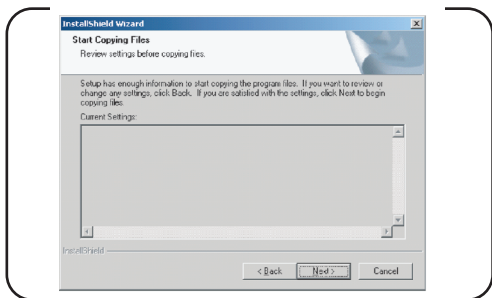 InstallShield Wizard
Start Copying Files
Review settings before copying files.
Setup has enough information to start copying the program files. If you want to review or
change any settings, click Back. If you are satisfied with the settings, click Next to begin
copying files.
Current Settings:
InstallShield
< Back
Next >
Cancel